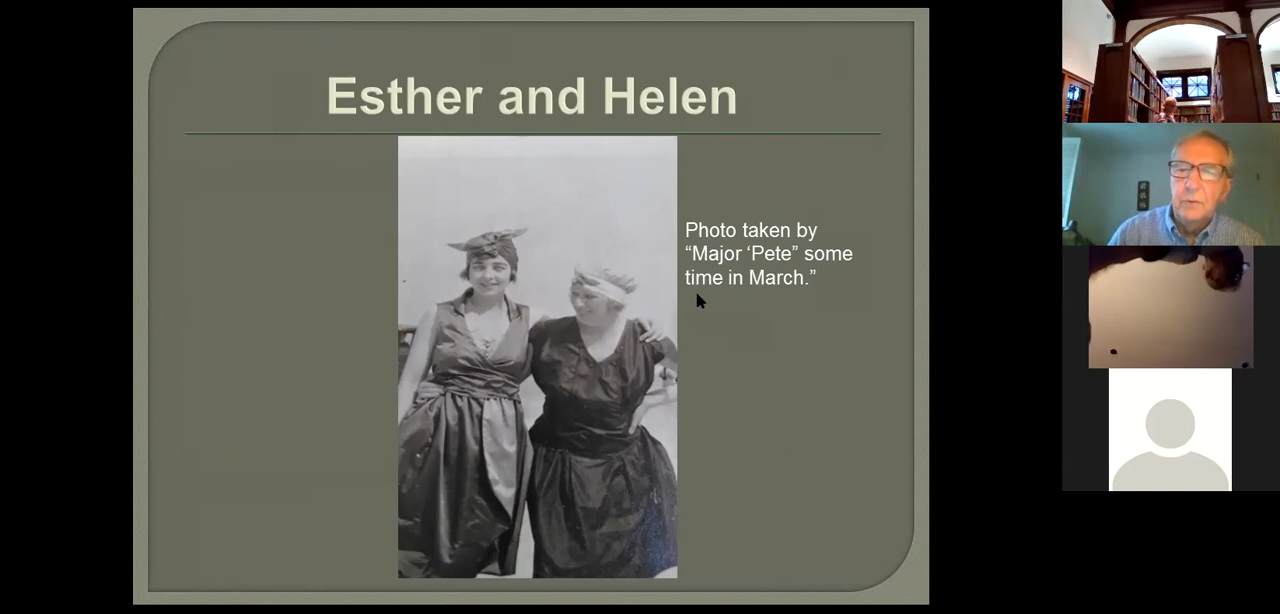 Esther and Helen
Photo taken by
“Major ‘Pete” some
time in March.”